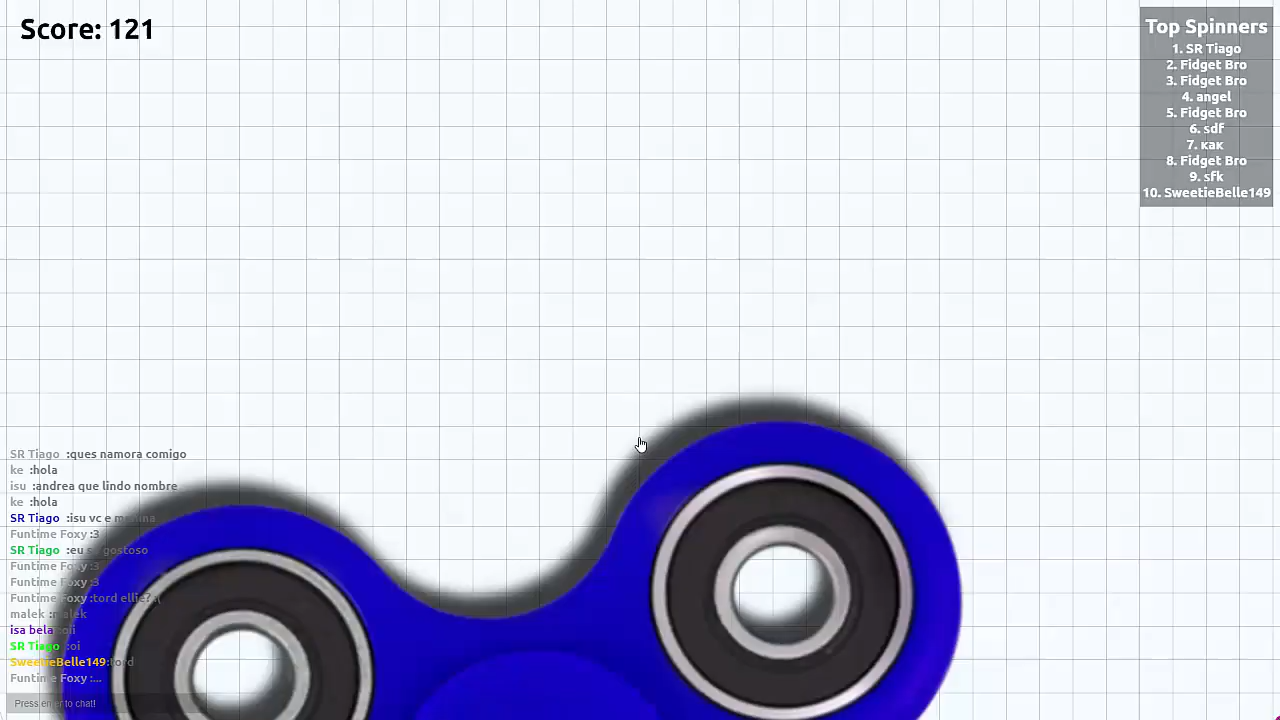 Score: 121
Top Spinners
1. SR Tiago
2. Fidget Bro
3. Fidget Bro
4. angel
5. Fidget Bro
6. sdf
7. как
8. Fidget Bro
9. sfk
10. SweetieBelle149
SR Tiago :ques namora comigo
ke :hola
isu :andrea que lindo nombre
ke :hola
SR Tiago :isu vc e menina
Funtime Foxy :3
SR Tiago :eu so gostoso
Funtime Foxy :3
Funtime Foxy :3
Funtime Foxy :tord ellie? :(
malek :malek
isa bela :oii
SR Tiago :oi
SweetieBelle149 :tord
Funtime Foxy :...
Press enter to chat!